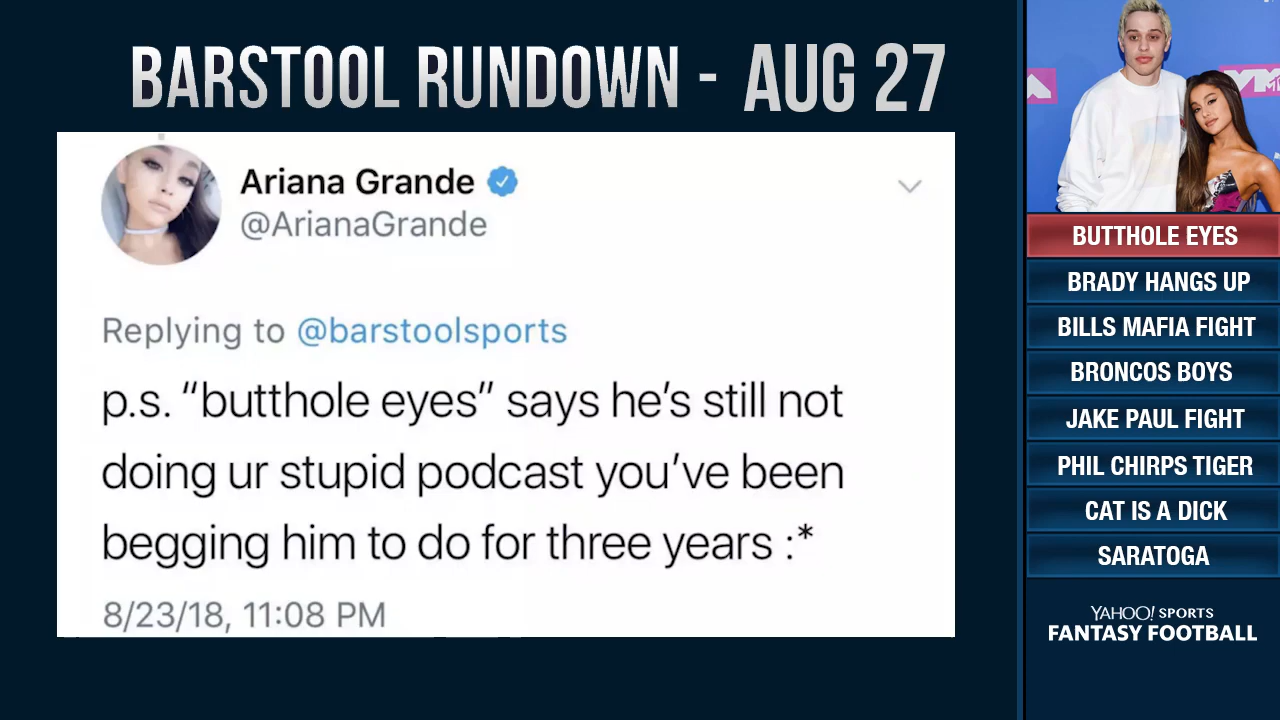 BARSTOOL RUNDOWN - AUG 27
Ariana Grande
@ArianaGrande
Replying to @barstoolsports
p.s. “butthole eyes” says he’s still not
doing ur stupid podcast you’ve been
begging him to do for three years :*
8/23/18, 11:08 PM
BUTTHOLE EYES
BRADY HANGS UP
BILLS MAFIA FIGHT
BRONCOS BOYS
JAKE PAUL FIGHT
PHIL CHIRPS TIGER
CAT IS A DICK
SARATOGA
YAHOO! SPORTS
FANTASY FOOTBALL